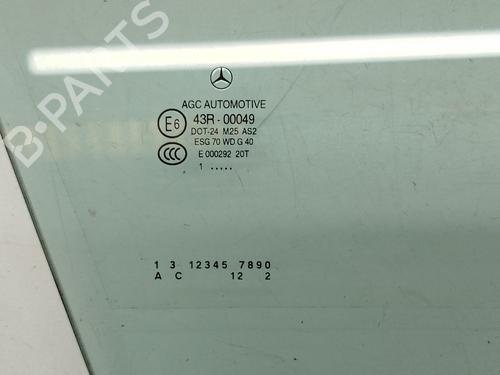 B-PARTS
AGC AUTOMOTIVE
E6 43R-00049
DOT-24 M25 AS2
CCC ESG 70 WD G 40
E 000292 20T
1 .....
1 3 12345 7890
A C 12 2